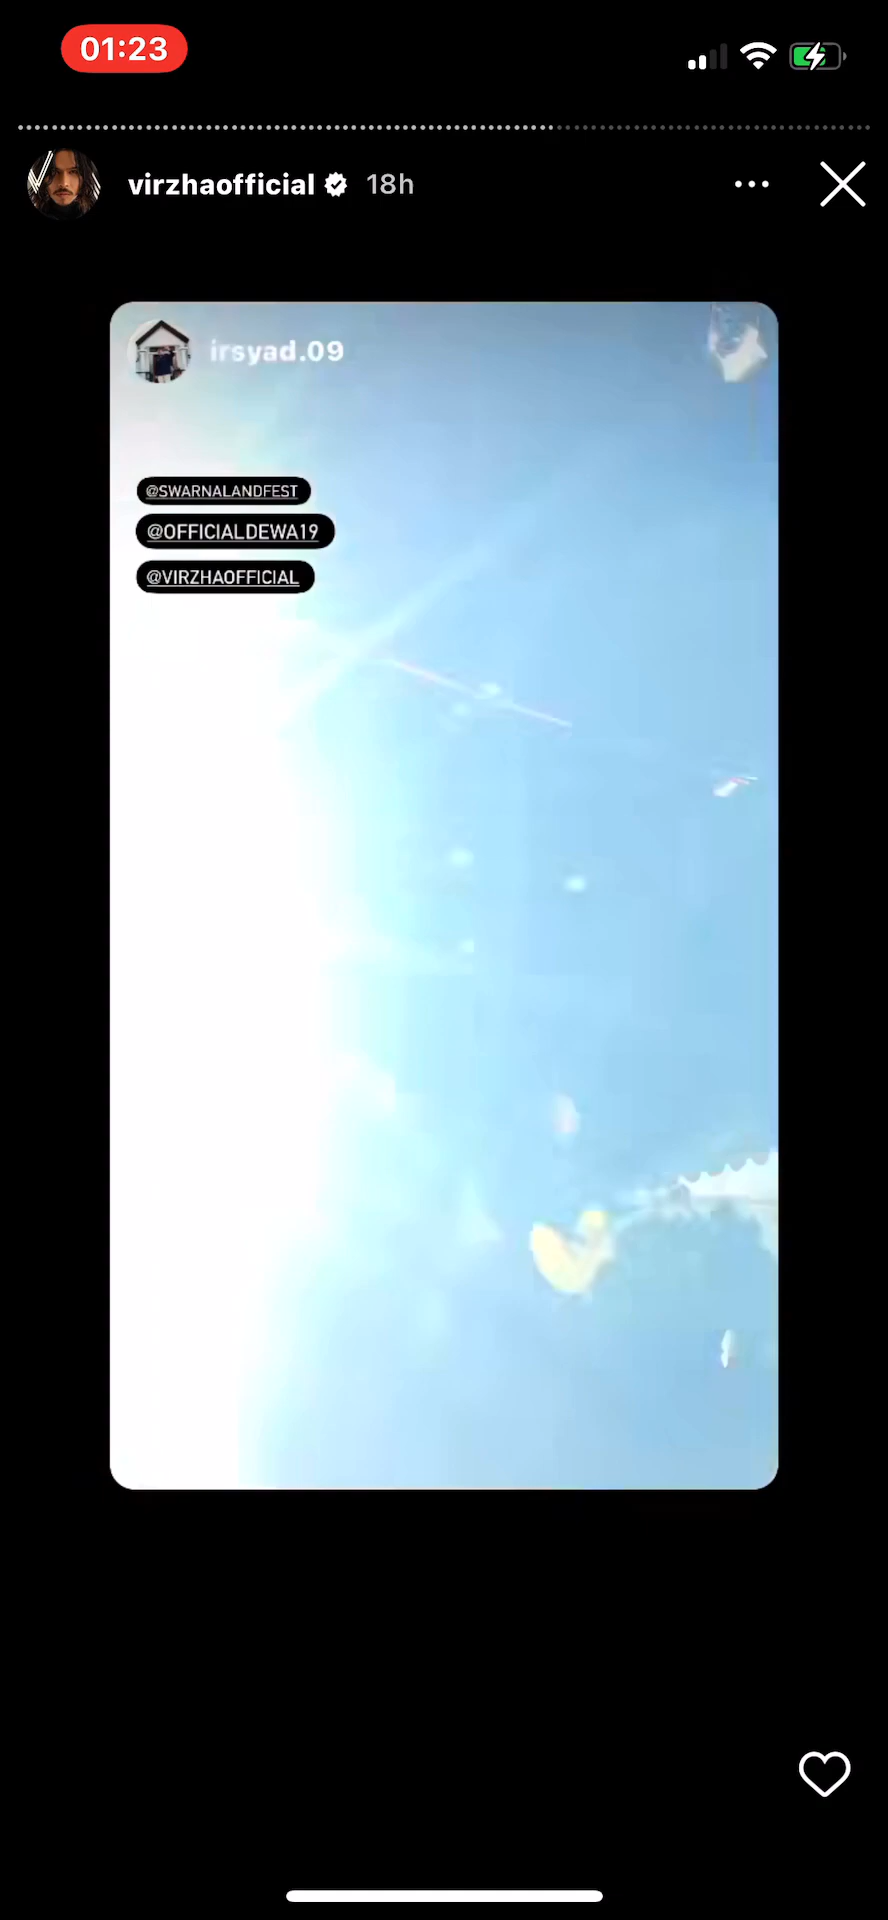 01:23
virzhaofficial 18h
irsyad.09
@SWARNALANDFEST
@OFFICIALDEWA19
@VIRZHAOFFICIAL